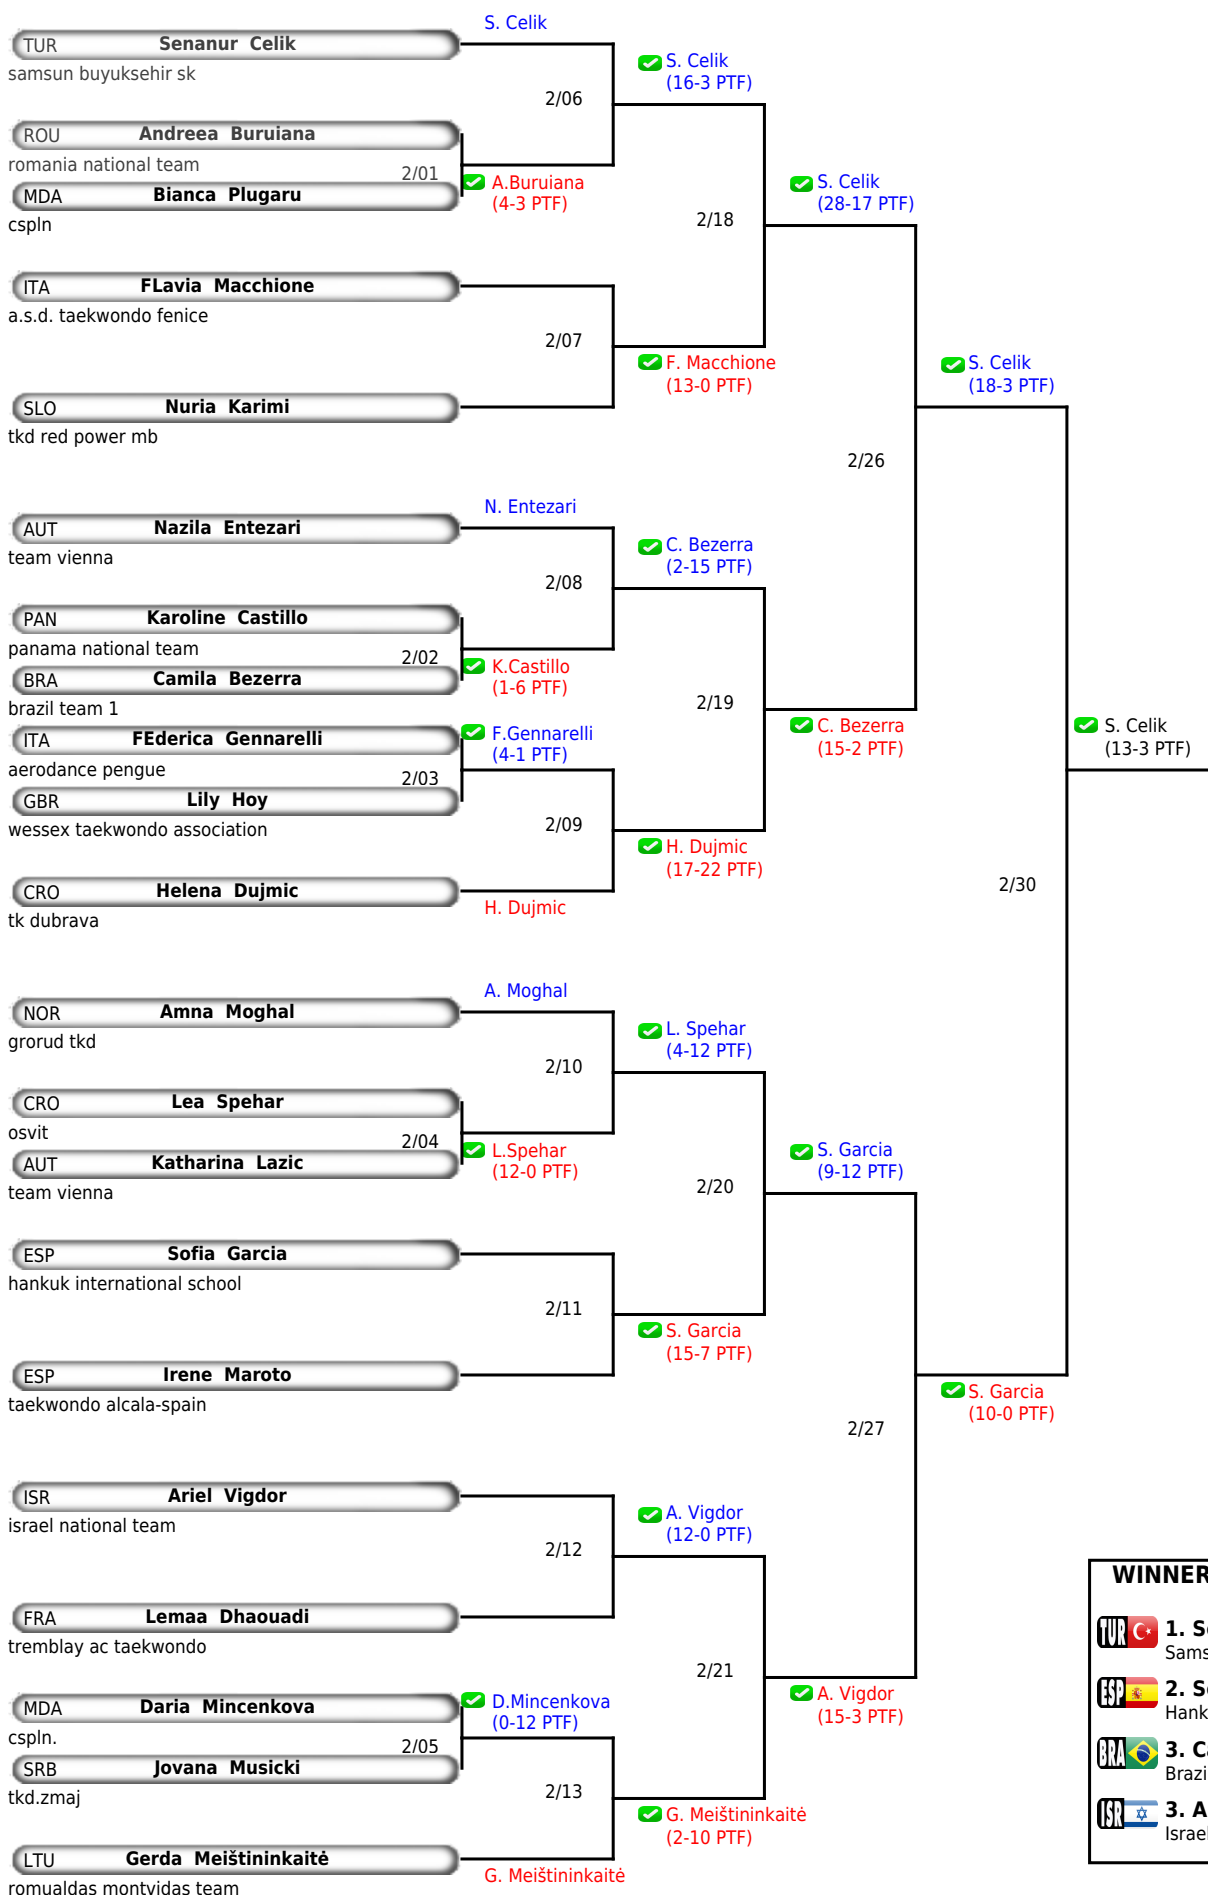 S. Celik
TUR Senanur Celik
samsun buyuksehir sk
S. Celik
(16-3 PTF)
2/06
ROU Andreea Buruiana
romania national team
2/01
MDA Bianca Plugaru
cspln
A.Buruiana
(4-3 PTF)
S. Celik
(28-17 PTF)
2/18
ITA FLavia Macchione
a.s.d. taekwondo fenice
2/07
F. Macchione
(13-0 PTF)
S. Celik
(18-3 PTF)
SLO Nuria Karimi
tkd red power mb
2/26
N. Entezari
AUT Nazila Entezari
team vienna
C. Bezerra
(2-15 PTF)
2/08
PAN Karoline Castillo
panama national team
2/02
BRA Camila Bezerra
brazil team 1
K.Castillo
(1-6 PTF)
2/19
ITA FEderica Gennarelli
aerodance pengue
F.Gennarelli
(4-1 PTF)
C. Bezerra
(15-2 PTF)
S. Celik
(13-3 PTF)
2/03
GBR Lily Hoy
wessex taekwondo association
2/09
H. Dujmic
(17-22 PTF)
CRO Helena Dujmic
tk dubrava
H. Dujmic
2/30
A. Moghal
NOR Amna Moghal
grorud tkd
L. Spehar
(4-12 PTF)
2/10
CRO Lea Spehar
osvit
2/04
AUT Katharina Lazic
team vienna
L.Spehar
(12-0 PTF)
S. Garcia
(9-12 PTF)
2/20
ESP Sofia Garcia
hankuk international school
2/11
S. Garcia
(15-7 PTF)
ESP Irene Maroto
taekwondo alcala-spain
S. Garcia
(10-0 PTF)
2/27
ISR Ariel Vigdor
israel national team
A. Vigdor
(12-0 PTF)
2/12
FRA Lemaa Dhaouadi
tremblay ac taekwondo
2/21
MDA Daria Mincenkova
cspln.
D.Mincenkova
(0-12 PTF)
A. Vigdor
(15-3 PTF)
2/05
SRB Jovana Musicki
tkd.zmaj
2/13
G. Meištininkaitė
(2-10 PTF)
LTU Gerda Meištininkaitė
romualdas montvidas team
G. Meištininkaitė
WINNER
TUR 1. Se
Sams
ESP 2. So
Hank
BRA 3. Ca
Brazi
ISR 3. A
Israel